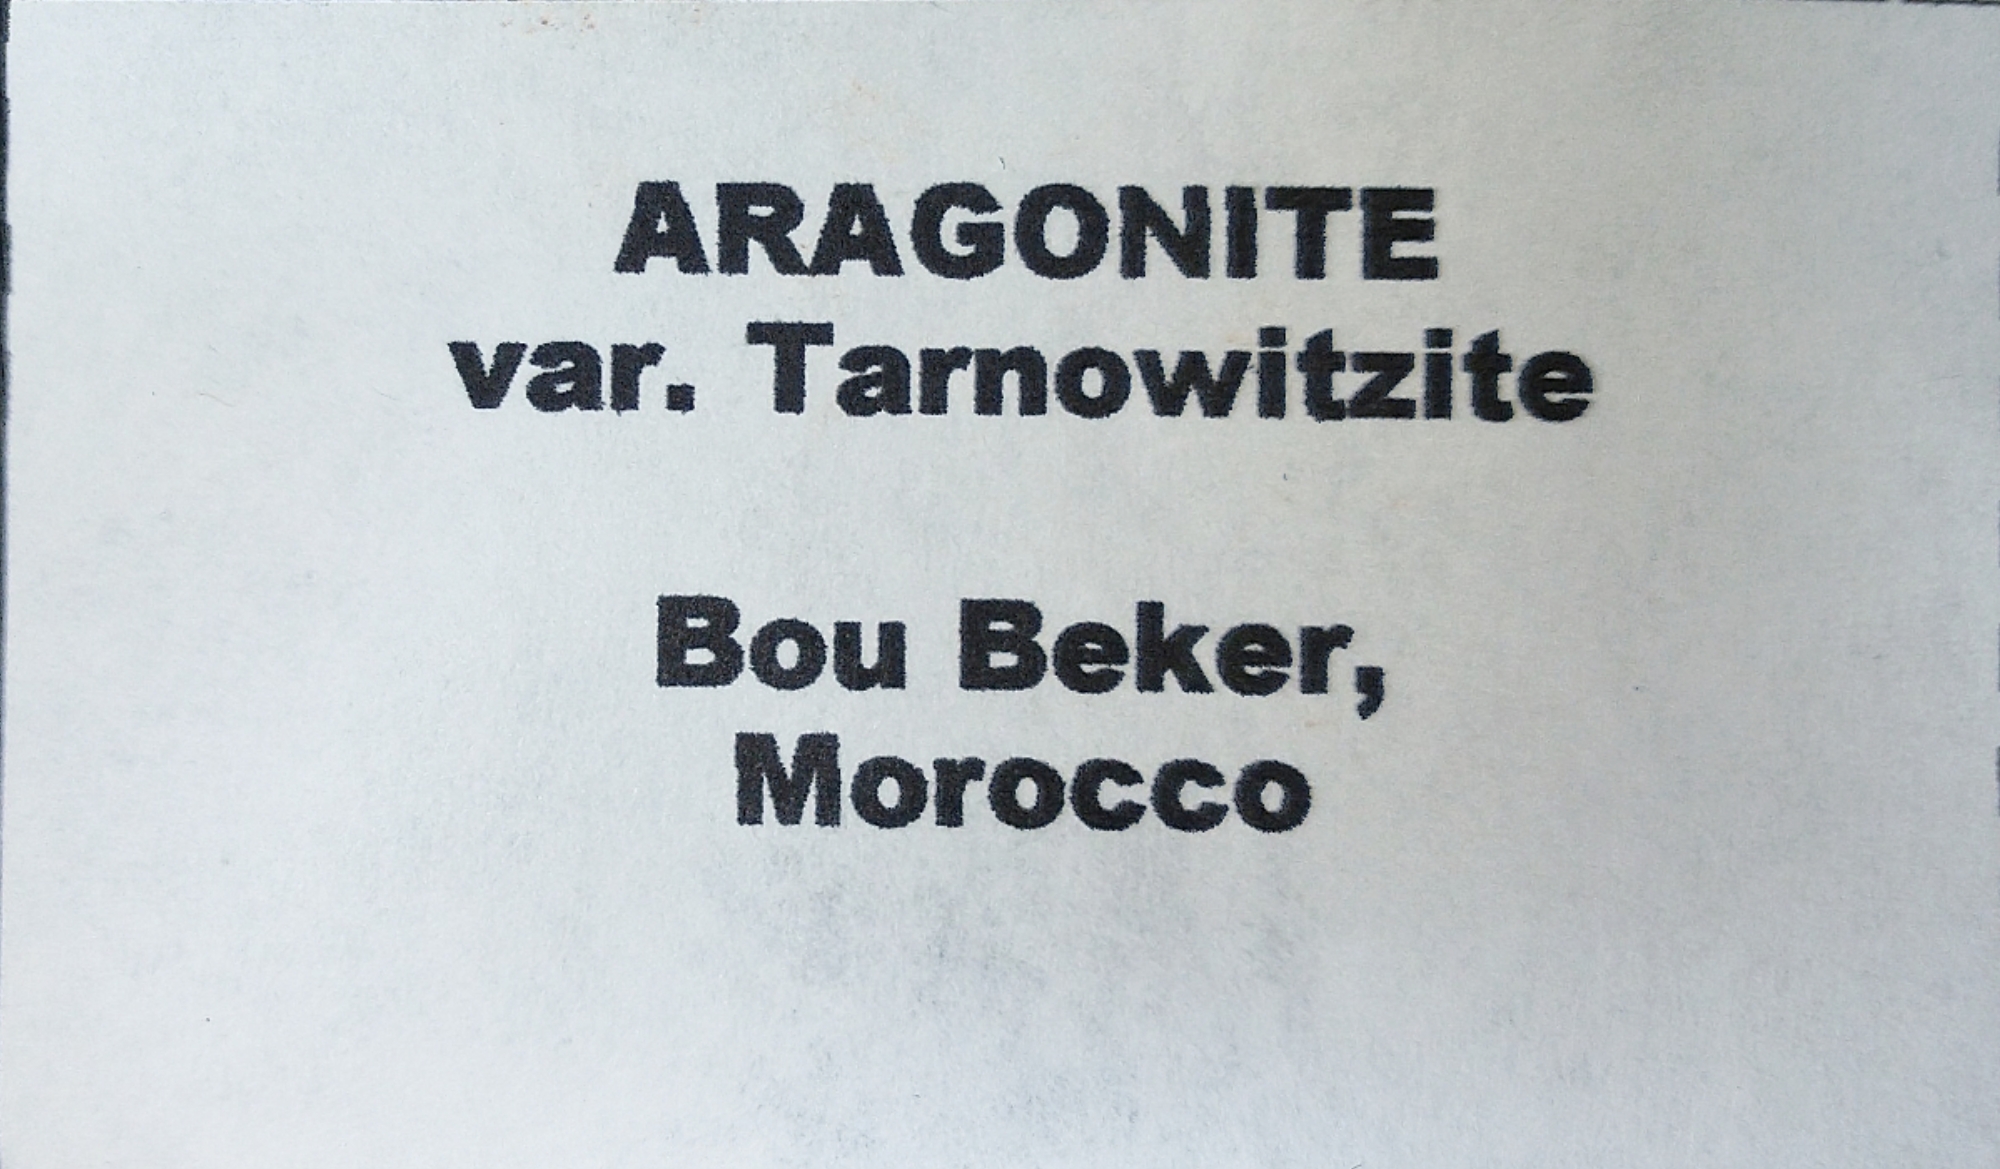 ARAGONITE
var. Tarnowitzite
Bou Beker,
Morocco